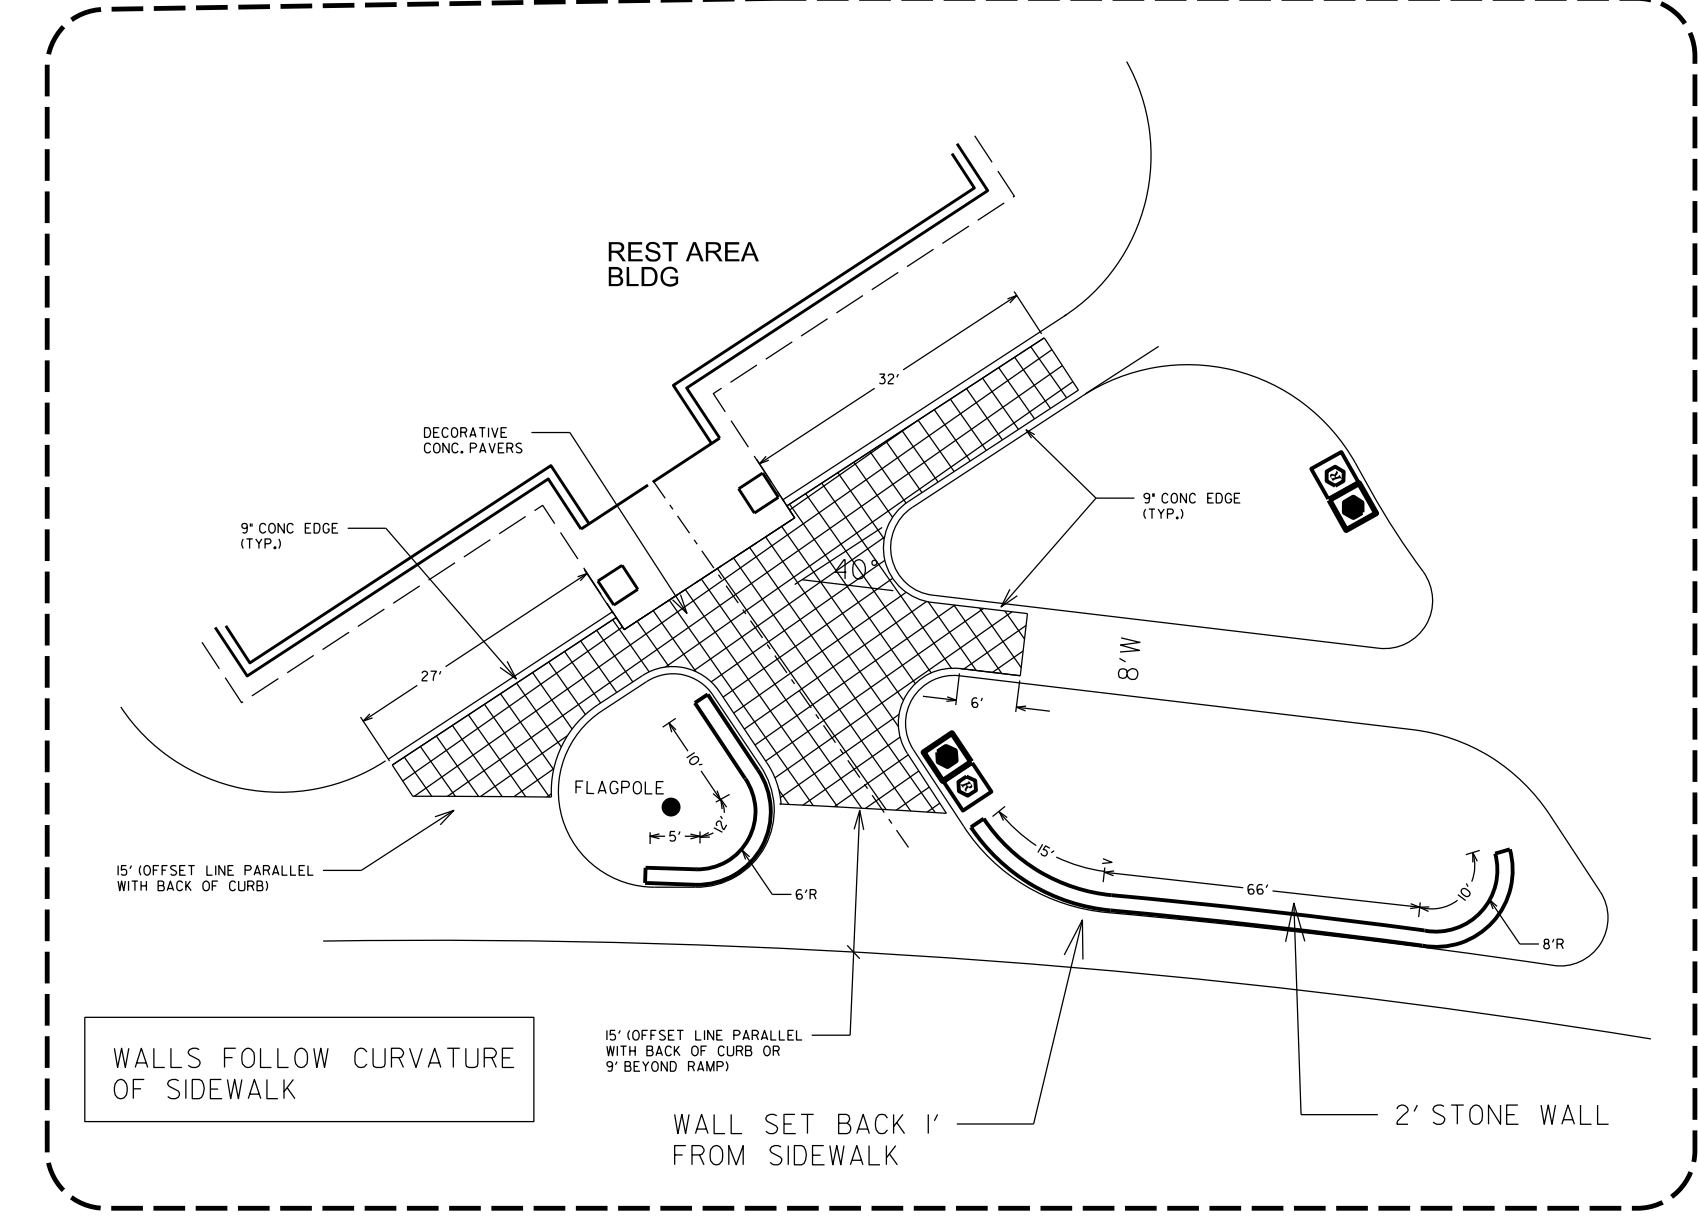 REST AREA
BLDG
32'
DECORATIVE
CONC. PAVERS
9" CONC EDGE
(TYP.)
9" CONC EDGE
(TYP.)
R
40°
27'
8'W
6'
10'
FLAGPOLE
R
12'
5'
15'
15' (OFFSET LINE PARALLEL
WITH BACK OF CURB)
66'
10'
6'R
8'R
15' (OFFSET LINE PARALLEL
WITH BACK OF CURB OR
9' BEYOND RAMP)
WALLS FOLLOW CURVATURE
OF SIDEWALK
WALL SET BACK 1'
FROM SIDEWALK
2' STONE WALL